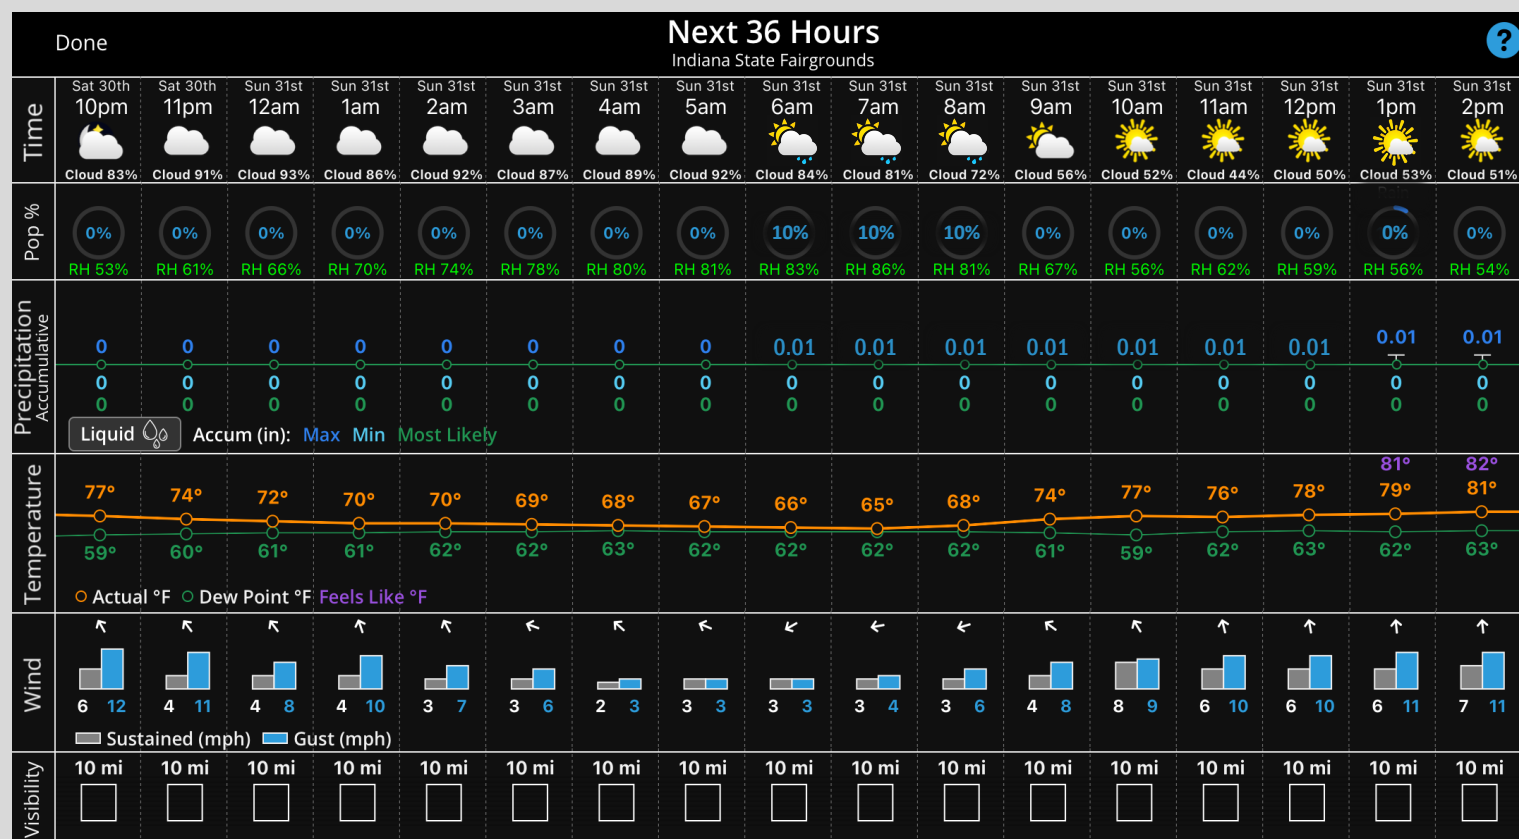 Done
Next 36 Hours
?
Indiana State Fairgrounds
Sat 30th Sat 30th Sun 31st Sun 31st Sun 31st Sun 31st Sun 31st Sun 31st Sun 31st Sun 31st Sun 31st Sun 31st Sun 31st Sun 31st Sun 31st Sun 31st Sun 31st
Time
10pm 11pm 12am 1am 2am 3am 4am 5am 6am 7am 8am 9am 10am 11am 12pm 1pm 2pm
Cloud 83% Cloud 91% Cloud 93% Cloud 86% Cloud 92% Cloud 87% Cloud 89% Cloud 92% Cloud 84% Cloud 81% Cloud 72% Cloud 56% Cloud 52% Cloud 44% Cloud 50% Cloud 53% Cloud 51%
Pop %
0% 0% 0% 0% 0% 0% 0% 0% 10% 10% 10% 0% 0% 0% 0% 0% 0%
RH 53% RH 61% RH 66% RH 70% RH 74% RH 78% RH 80% RH 81% RH 83% RH 86% RH 81% RH 67% RH 56% RH 62% RH 59% RH 56% RH 54%
Precipitation
Accumulative
0 0 0 0 0 0 0 0 0.01 0.01 0.01 0.01 0.01 0.01 0.01 0.01 0.01
0 0 0 0 0 0 0 0 0 0 0 0 0 0 0 0 0
0 0 0 0 0 0 0 0 0 0 0 0 0 0 0 0 0
Liquid Accum (in): Max Min Most Likely
Temperature
81° 82°
77° 74° 72° 70° 70° 69° 68° 67° 66° 65° 68° 74° 77° 76° 78° 79° 81°
59° 60° 61° 61° 62° 62° 63° 62° 62° 62° 62° 61° 59° 62° 63° 62° 63°
Actual °F Dew Point °F Feels Like °F
Wind
6 12 4 11 4 8 4 10 3 7 3 6 2 3 3 3 3 3 3 4 3 6 4 8 8 9 6 10 6 10 6 11 7 11
Sustained (mph) Gust (mph)
Visibility
10 mi 10 mi 10 mi 10 mi 10 mi 10 mi 10 mi 10 mi 10 mi 10 mi 10 mi 10 mi 10 mi 10 mi 10 mi 10 mi 10 mi